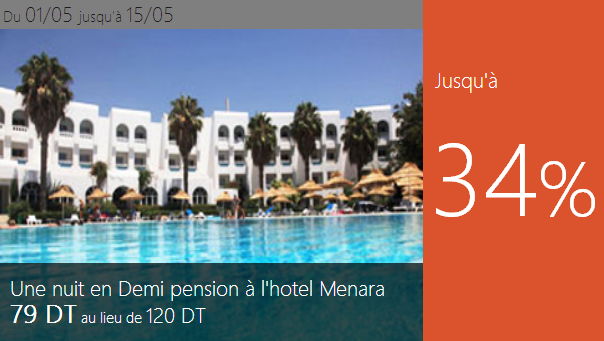 Du 01/05 jusqu'à 15/05
Jusqu'à
34%
Une nuit en Demi pension à l'hotel Menara
79 DT au lieu de 120 DT